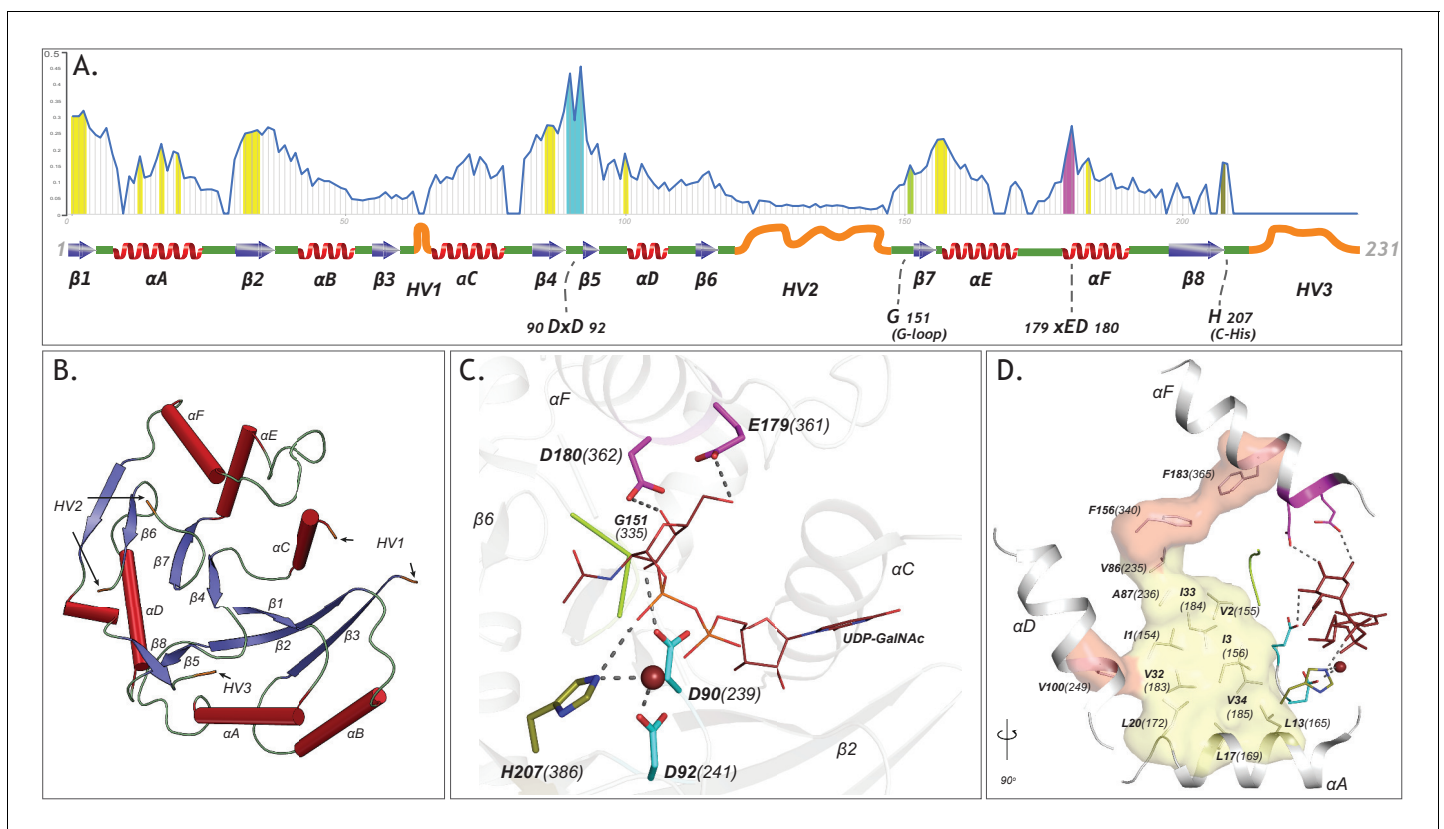 A.
0.5
0.45
0.4
0.35
0.3
0.25
0.2
0.15
0.1
0.05
0
0 50 100 150 200
1 231
β1 αA β2 αB β3 HV1 αC β4 β5 αD β6 HV2 β7 αE αF β8 HV3
90 DxD 92
G 151
(G-loop)
179 xED 180
H 207
(C-His)
B.
αF
αE
HV2
β6
αC
HV1
β7
β4
αD
β1
β2
β3
β8
β5
HV3
αA
αB
C.
αF
E179(361)
D180(362)
G151
(335)
β6
αC
UDP-GalNAc
D90(239)
H207(386)
D92(241)
β2
D.
αF
F183(365)
F156(340)
V86(235)
A87(236)
I33
(184)
V2(155)
αD
I1(154)
I3
(156)
V32
(183)
V100(249)
V34
(185)
L20(172)
L13(165)
L17(169)
90°
αA